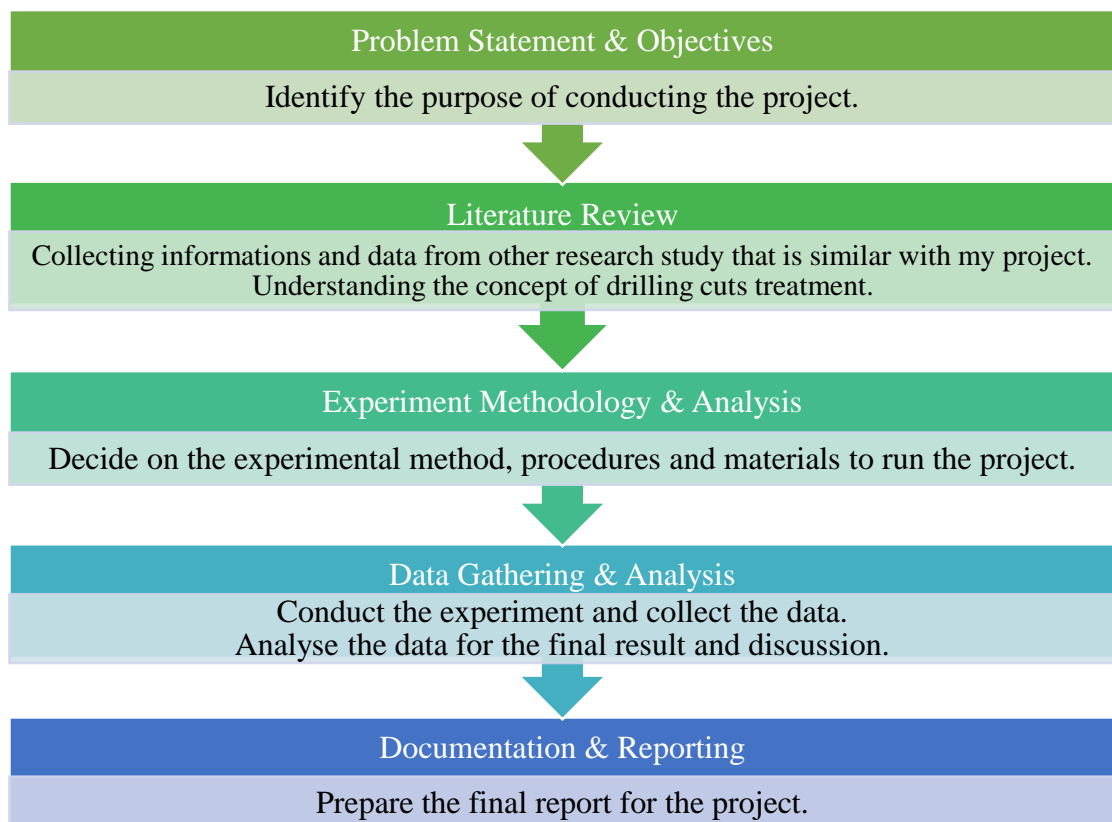 Problem Statement & Objectives
Identify the purpose of conducting the project.
Literature Review
Collecting informations and data from other research study that is similar with my project.
Understanding the concept of drilling cuts treatment.
Experiment Methodology & Analysis
Decide on the experimental method, procedures and materials to run the project.
Data Gathering & Analysis
Conduct the experiment and collect the data.
Analyse the data for the final result and discussion.
Documentation & Reporting
Prepare the final report for the project.